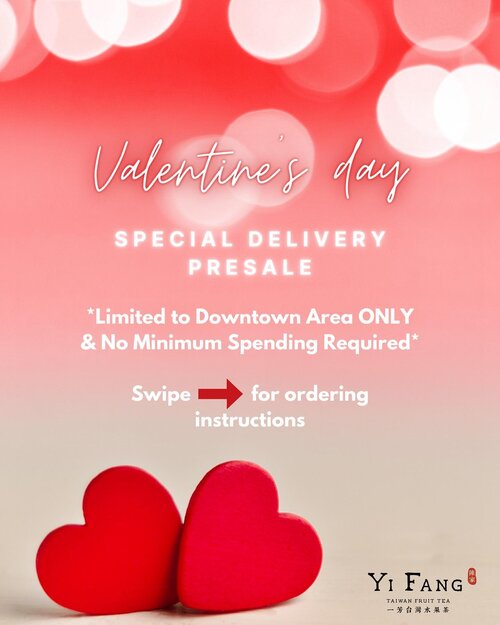 Valentine's day
SPECIAL DELIVERY
PRESALE
*Limited to Downtown Area ONLY
& No Minimum Spending Required*
Swipe for ordering
instructions
YI FANG
TAIWAN FRUIT TEA
一芳台灣水果茶